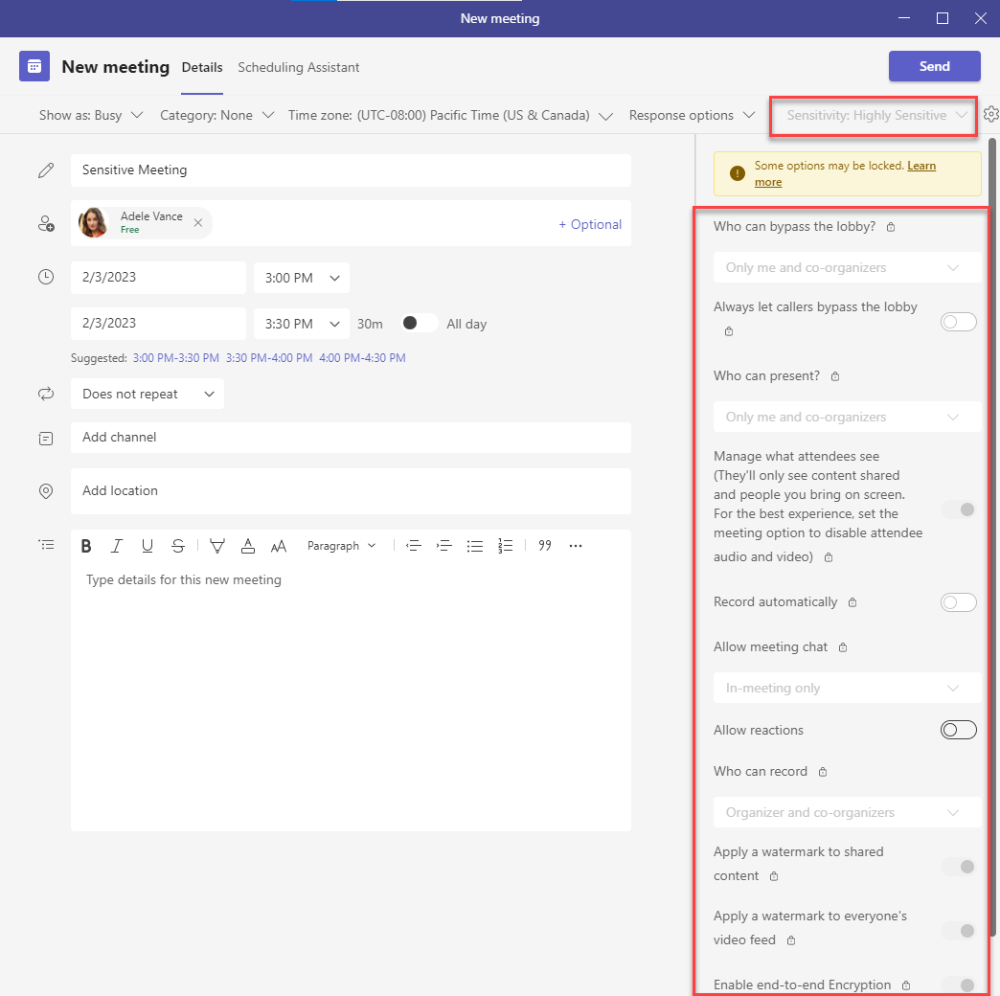 New meeting
New meeting Details Scheduling Assistant Send
Show as: Busy Category: None Time zone: (UTC-08:00) Pacific Time (US & Canada) Response options Sensitivity: Highly Sensitive
Sensitive Meeting
Adele Vance
Free
+ Optional
2/3/2023 3:00 PM
2/3/2023 3:30 PM 30m All day
Suggested: 3:00 PM-3:30 PM 3:30 PM-4:00 PM 4:00 PM-4:30 PM
Does not repeat
Add channel
Add location
B I U S A AA Paragraph
Type details for this new meeting
Some options may be locked. Learn
more
Who can bypass the lobby?
Only me and co-organizers
Always let callers bypass the lobby
Who can present?
Only me and co-organizers
Manage what attendees see
(They'll only see content shared
and people you bring on screen.
For the best experience, set the
meeting option to disable attendee
audio and video)
Record automatically
Allow meeting chat
In-meeting only
Allow reactions
Who can record
Organizer and co-organizers
Apply a watermark to shared
content
Apply a watermark to everyone's
video feed
Enable end-to-end Encryption